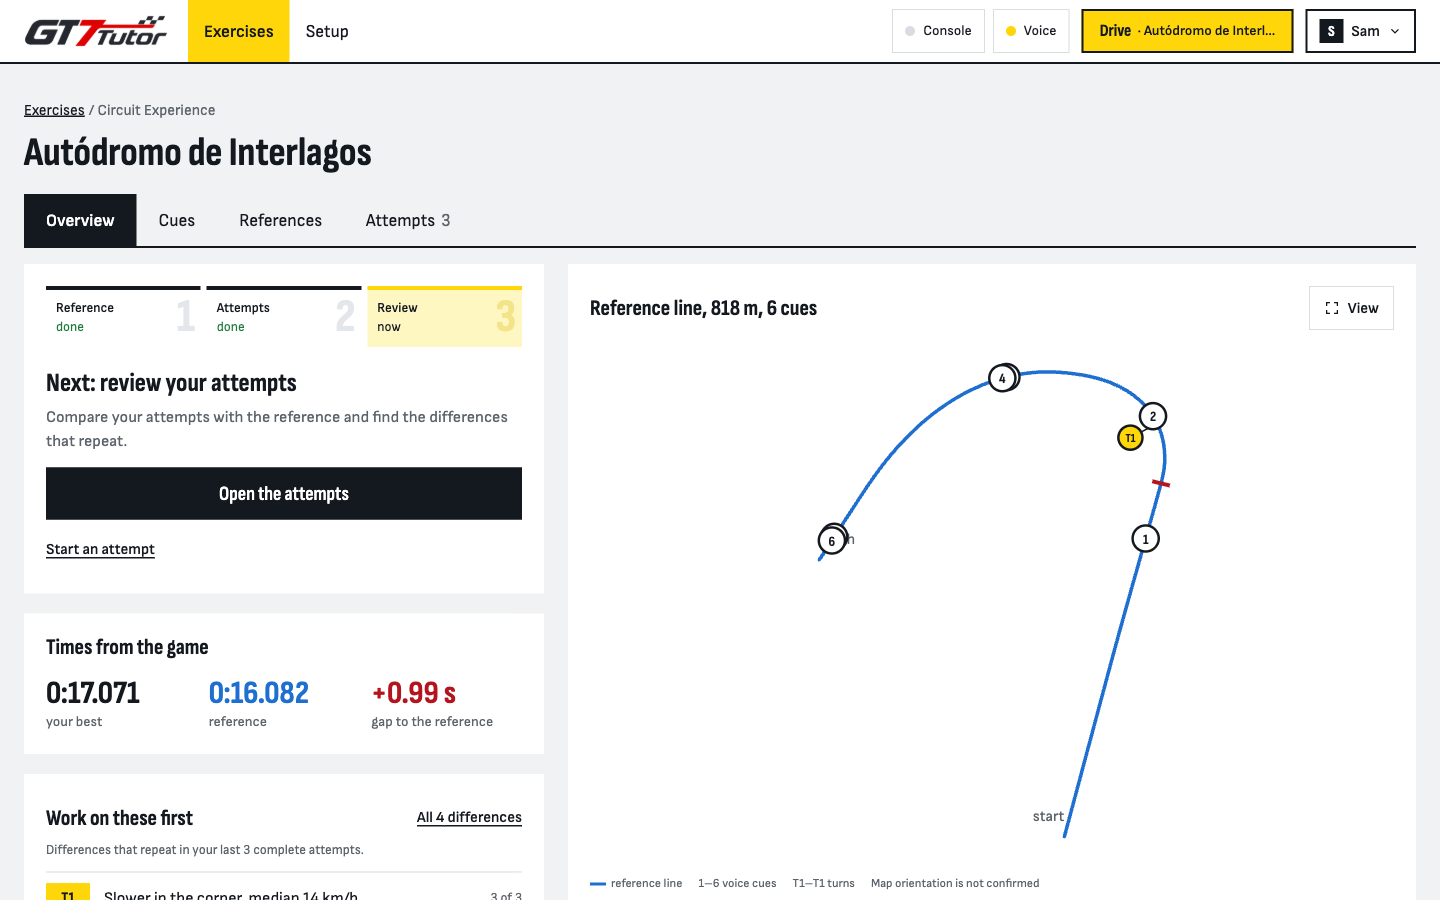 GT7 Tutor
Exercises
Setup
Console
Voice
Drive · Autódromo de Interl...
S Sam
Exercises / Circuit Experience
Autódromo de Interlagos
Overview
Cues
References
Attempts 3
Reference
done
1
Attempts
done
2
Review
now
3
Next: review your attempts
Compare your attempts with the reference and find the differences
that repeat.
Open the attempts
Start an attempt
Times from the game
0:17.071
your best
0:16.082
reference
+0.99 s
gap to the reference
Work on these first
All 4 differences
Differences that repeat in your last 3 complete attempts.
T1
Slower in the corner, median 14 km/h
3 of 3
Reference line, 818 m, 6 cues
View
4
2
T1
1
6
h
start
reference line
1–6 voice cues
T1–T1 turns
Map orientation is not confirmed